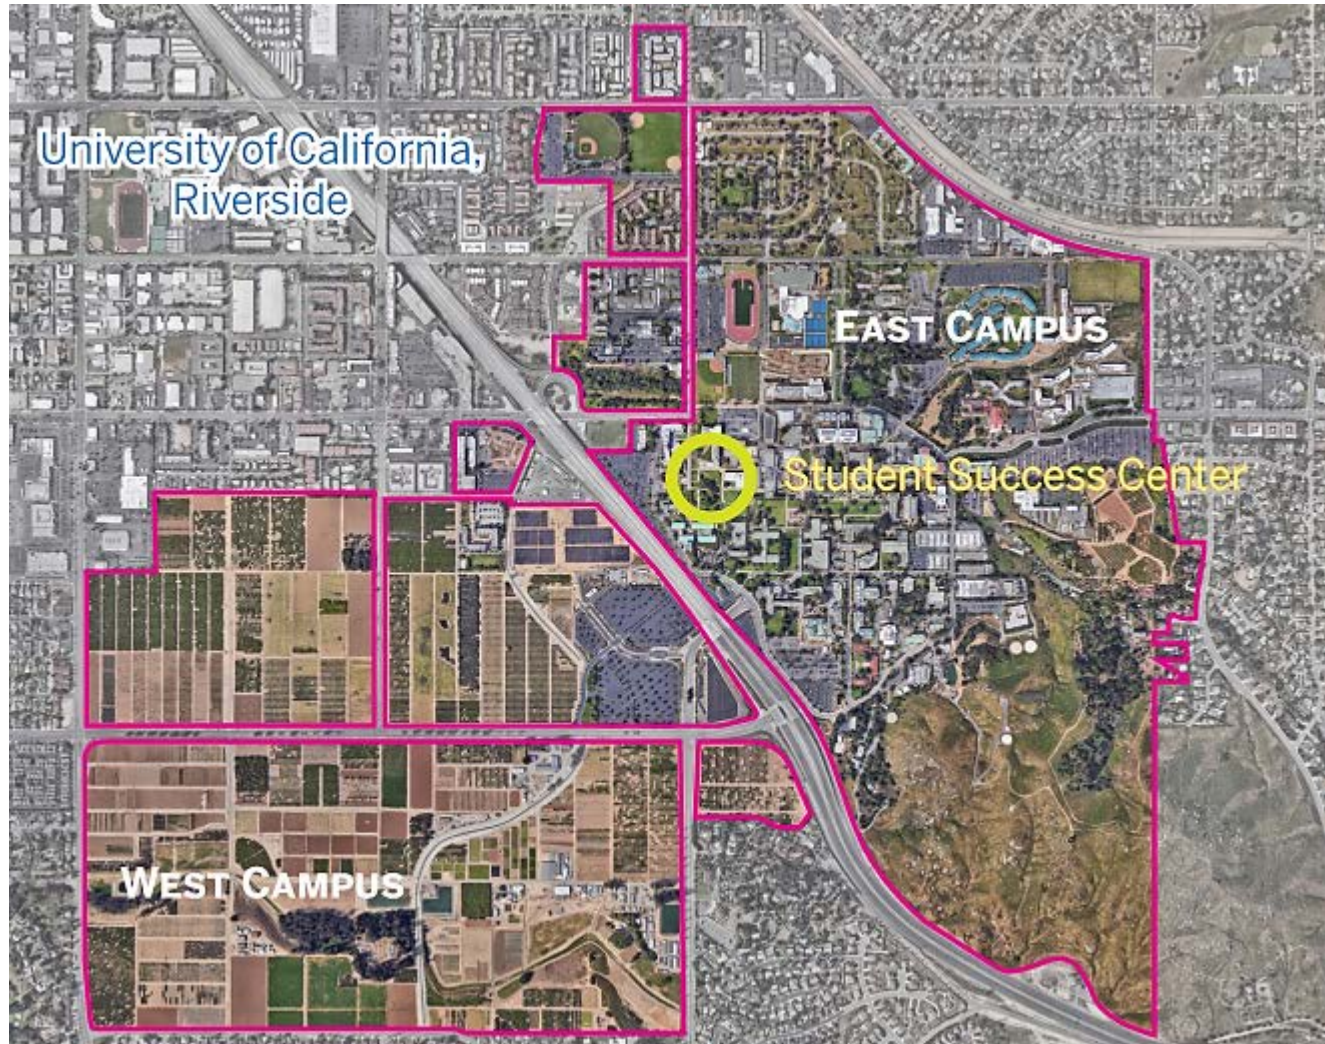 University of California,
Riverside
EAST CAMPUS
Student Success Center
WEST CAMPUS